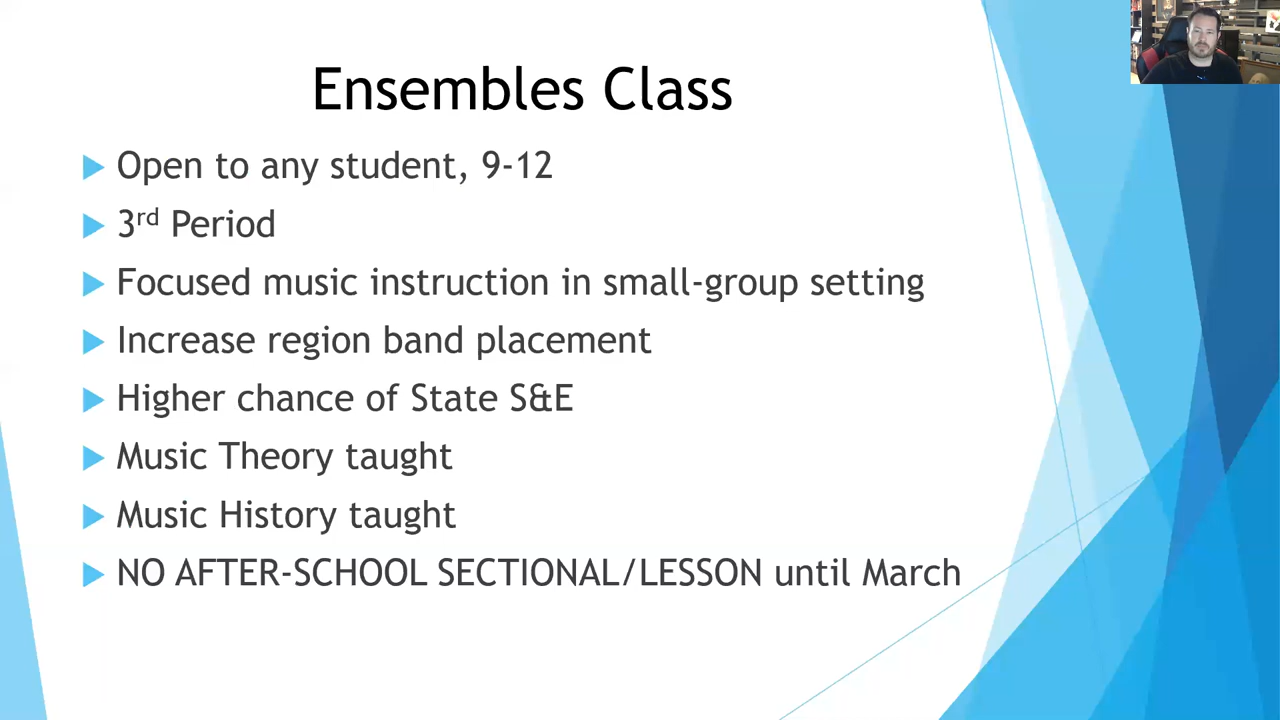 Ensembles Class
Open to any student, 9-12
3rd Period
Focused music instruction in small-group setting
Increase region band placement
Higher chance of State S&E
Music Theory taught
Music History taught
NO AFTER-SCHOOL SECTIONAL/LESSON until March